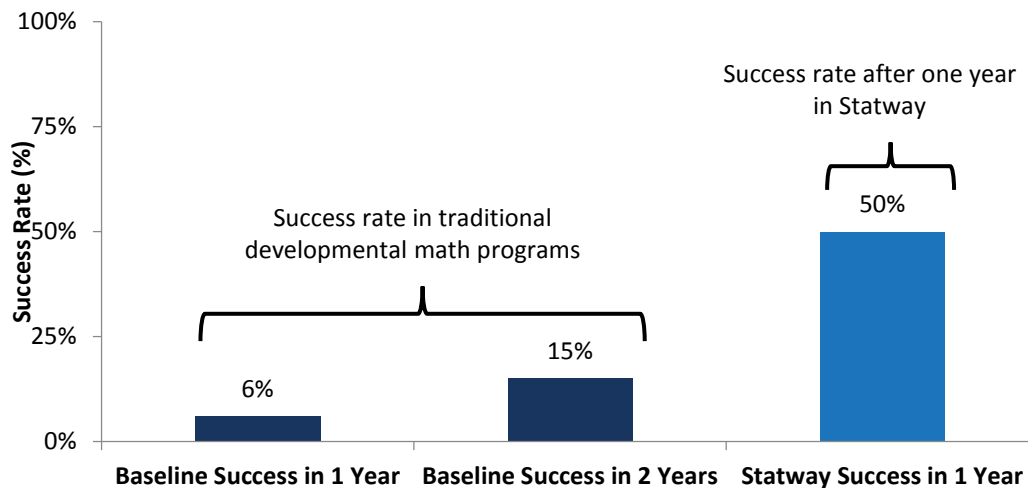 100%
75%
50%
25%
0%
Success Rate (%)
Success rate in traditional
developmental math programs
Success rate after one year
in Statway
6%
15%
50%
Baseline Success in 1 Year
Baseline Success in 2 Years
Statway Success in 1 Year